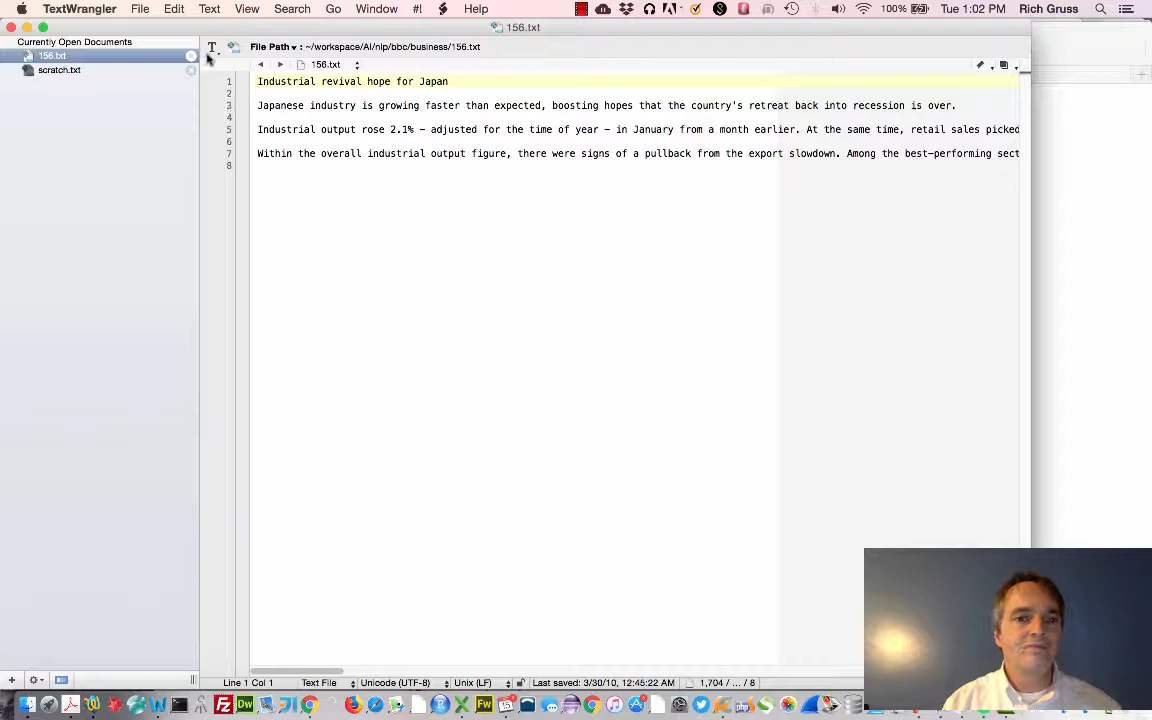 TextWrangler File Edit Text View Search Go Window #! Help 100% Tue 1:02 PM Rich Gruss
156.txt
Currently Open Documents
156.txt
scratch.txt
File Path ▾ : ~/workspace/AI/nlp/bbc/business/156.txt
156.txt
1 Industrial revival hope for Japan
2
3 Japanese industry is growing faster than expected, boosting hopes that the country's retreat back into recession is over.
4
5 Industrial output rose 2.1% - adjusted for the time of year - in January from a month earlier. At the same time, retail sales picked
6
7 Within the overall industrial output figure, there were signs of a pullback from the export slowdown. Among the best-performing sect
8
Line 1 Col 1 Text File Unicode (UTF-8) Unix (LF) Last saved: 3/30/10, 12:45:22 AM 1,704 / ... / 8